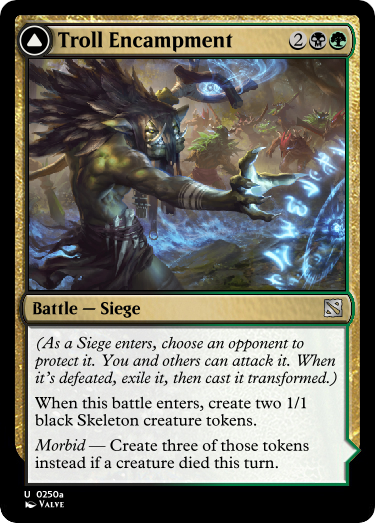 Troll Encampment 2
Battle — Siege
(As a Siege enters, choose an opponent to
protect it. You and others can attack it. When
it's defeated, exile it, then cast it transformed.)
When this battle enters, create two 1/1
black Skeleton creature tokens.
Morbid — Create three of those tokens
instead if a creature died this turn.
U 0250a
VALVE